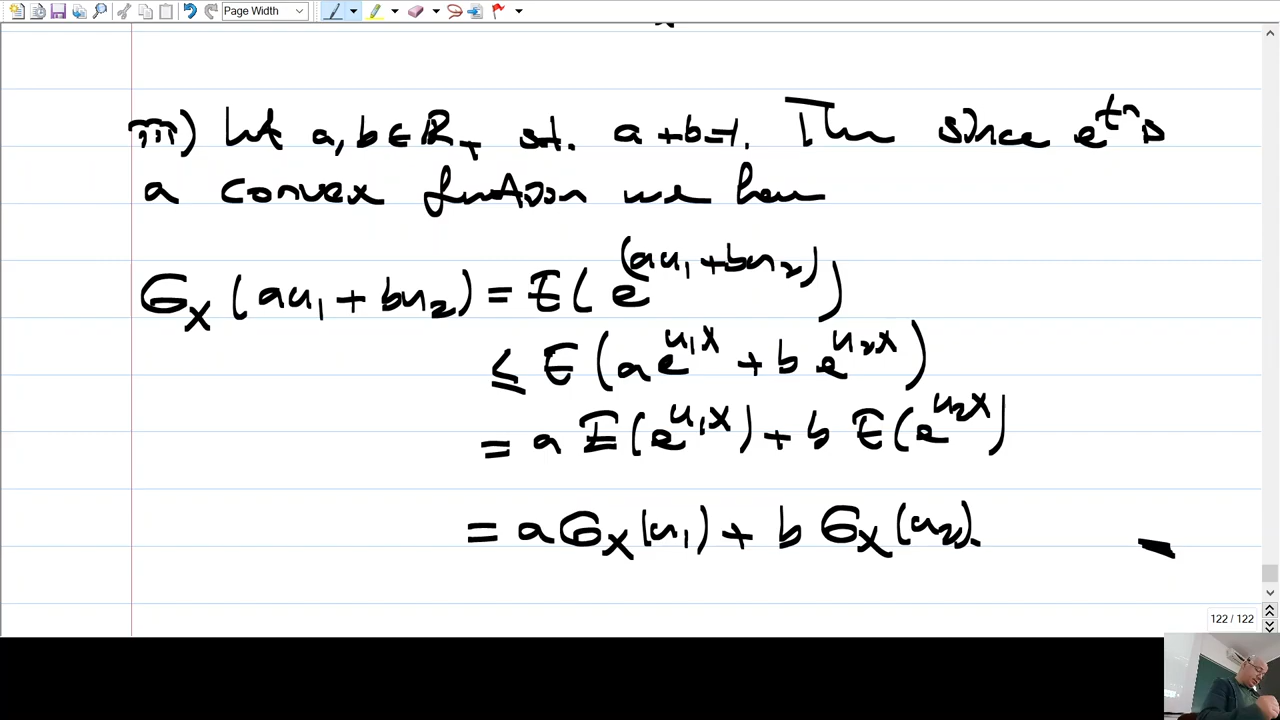 Page Width
iii) Let a, b ∈ R₊ st. a + b = 1. Then since e^{tx} is
a convex function we have
G_X (au₁ + bu₂) = E( e^{(au₁ + bu₂)} )
≤ E (a e^{u₁X} + b e^{u₂X})
= a E(e^{u₁X}) + b E(e^{u₂X})
= a G_X(u₁) + b G_X(u₂).
122 / 122